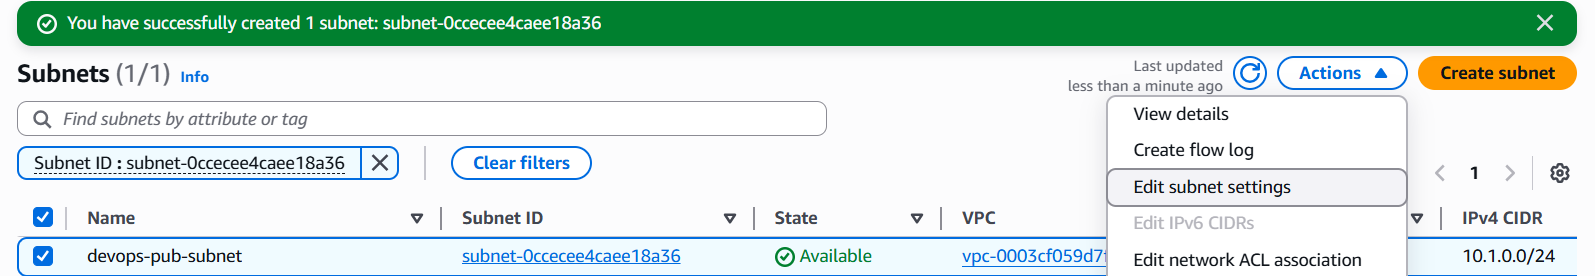 You have successfully created 1 subnet: subnet-0ccecee4caee18a36
Subnets (1/1) Info
Last updated
less than a minute ago
Actions
Create subnet
Find subnets by attribute or tag
View details
Create flow log
Edit subnet settings
Edit IPv6 CIDRs
Edit network ACL association
Subnet ID : subnet-0ccecee4caee18a36
Clear filters
1
Name Subnet ID State VPC IPv4 CIDR
devops-pub-subnet subnet-0ccecee4caee18a36 Available 10.1.0.0/24